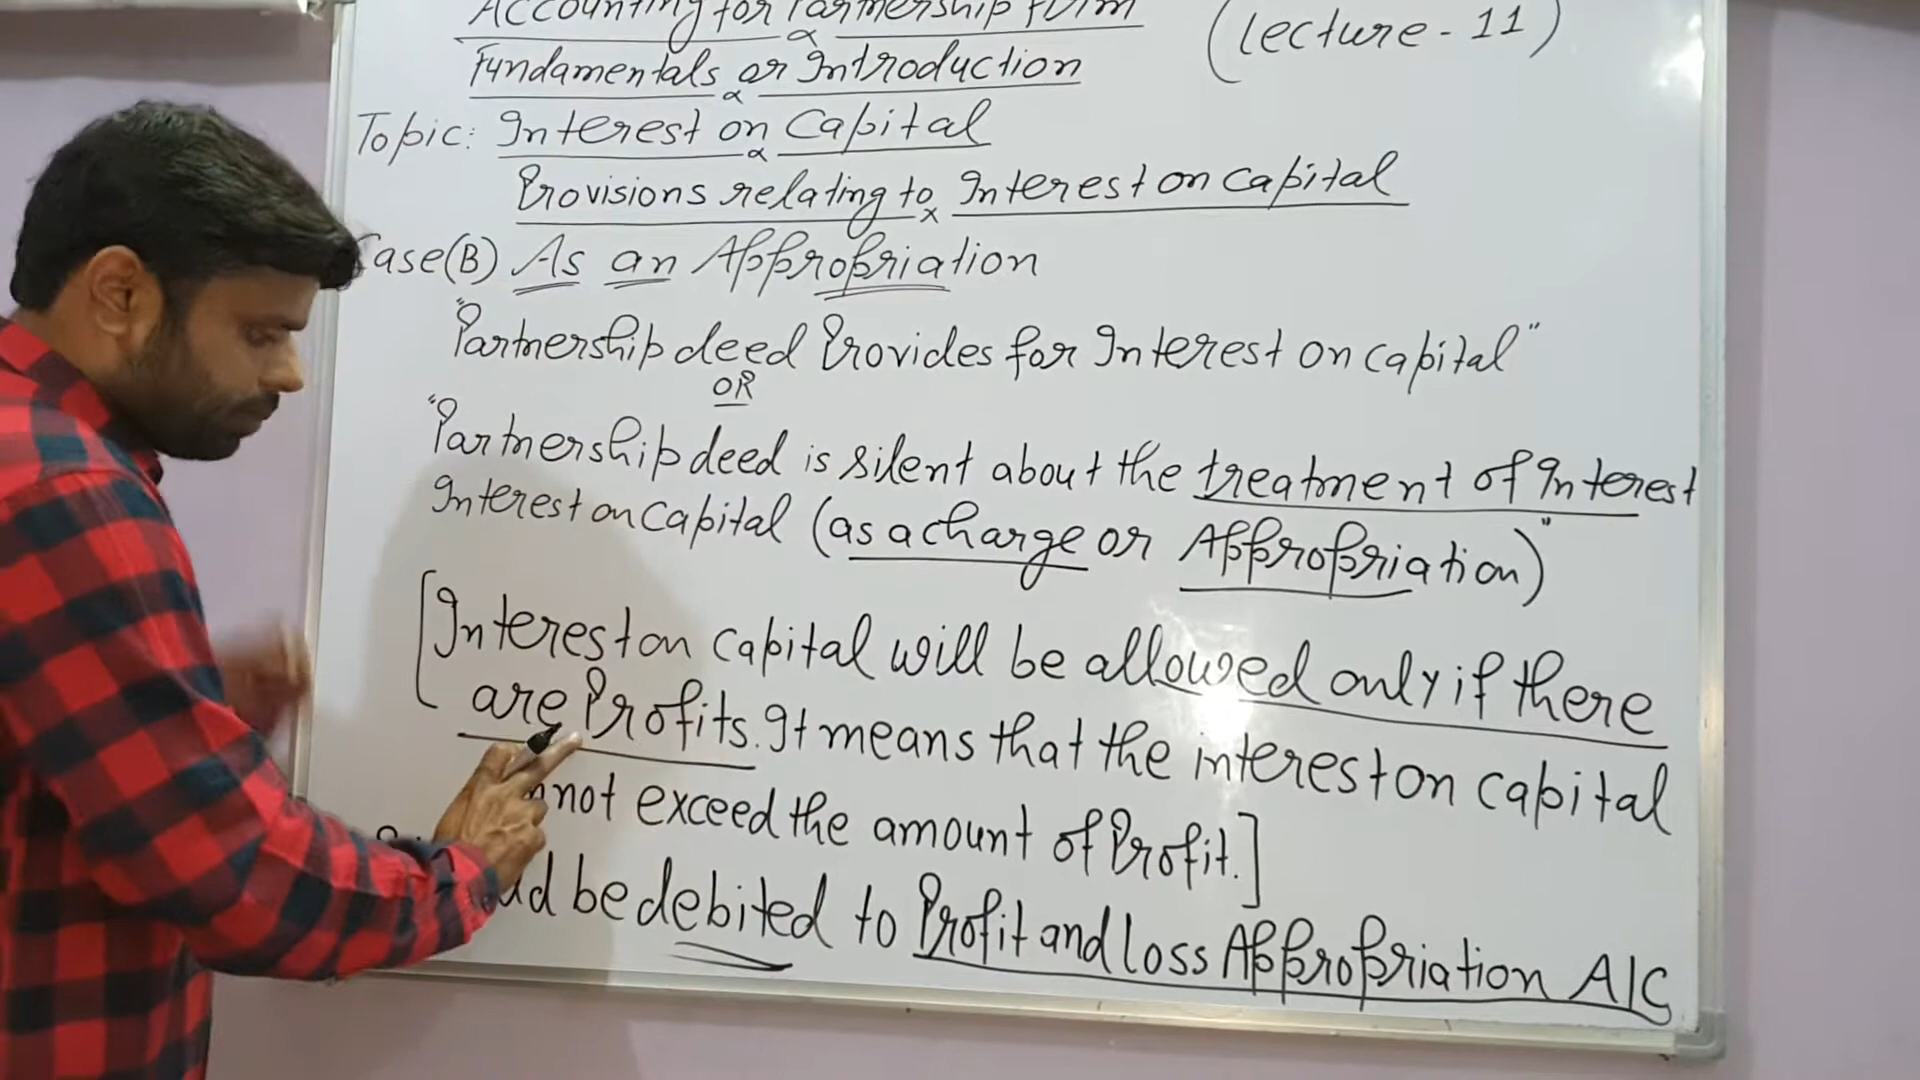 Accounting for Partnership Firm
(Lecture - 11)
Fundamentals or Introduction
Topic: Interest on Capital
Provisions relating to Interest on capital
Case(B) As an Appropriation
"Partnership deed Provides for Interest on capital"
OR
"Partnership deed is silent about the treatment of Interest
Interest on Capital (as a charge or Appropriation)"
[Interest on capital will be allowed only if there
are Profits. It means that the interest on capital
not exceed the amount of Profit.]
be debited to Profit and loss Appropriation A/C